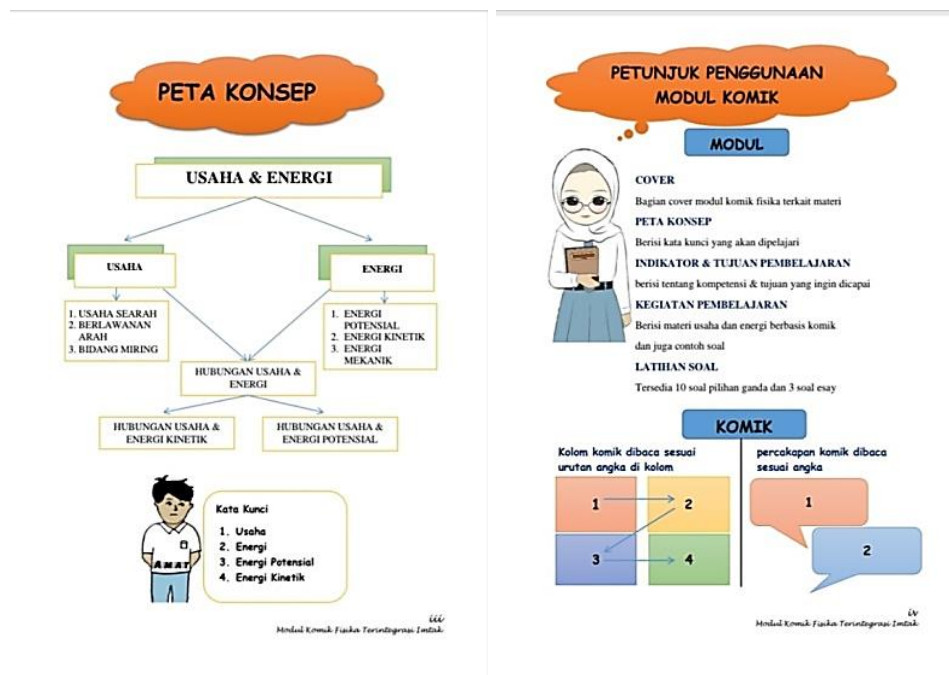 PETA KONSEP
USAHA & ENERGI
USAHA
ENERGI
1. USAHA SEARAH
2. BERLAWANAN
ARAH
3. BIDANG MIRING
1. ENERGI
POTENSIAL
2. ENERGI KINETIK
3. ENERGI
MEKANIK
HUBUNGAN USAHA &
ENERGI
HUBUNGAN USAHA &
ENERGI KINETIK
HUBUNGAN USAHA &
ENERGI POTENSIAL
AMAT
Kata Kunci
1. Usaha
2. Energi
3. Energi Potensial
4. Energi Kinetik
iii
Modul Komik Fisika Terintegrasi Imtak
PETUNJUK PENGGUNAAN
MODUL KOMIK
MODUL
COVER
Bagian cover modul komik fisika terkait materi
PETA KONSEP
Berisi kata kunci yang akan dipelajari
INDIKATOR & TUJUAN PEMBELAJARAN
berisi tentang kompetensi & tujuan yang ingin dicapai
KEGIATAN PEMBELAJARAN
Berisi materi usaha dan energi berbasis komik
dan juga contoh soal
LATIHAN SOAL
Tersedia 10 soal pilihan ganda dan 3 soal esay
KOMIK
Kolom komik dibaca sesuai
urutan angka di kolom
1
2
3
4
percakapan komik dibaca
sesuai angka
1
2
iv
Modul Komik Fisika Terintegrasi Imtak